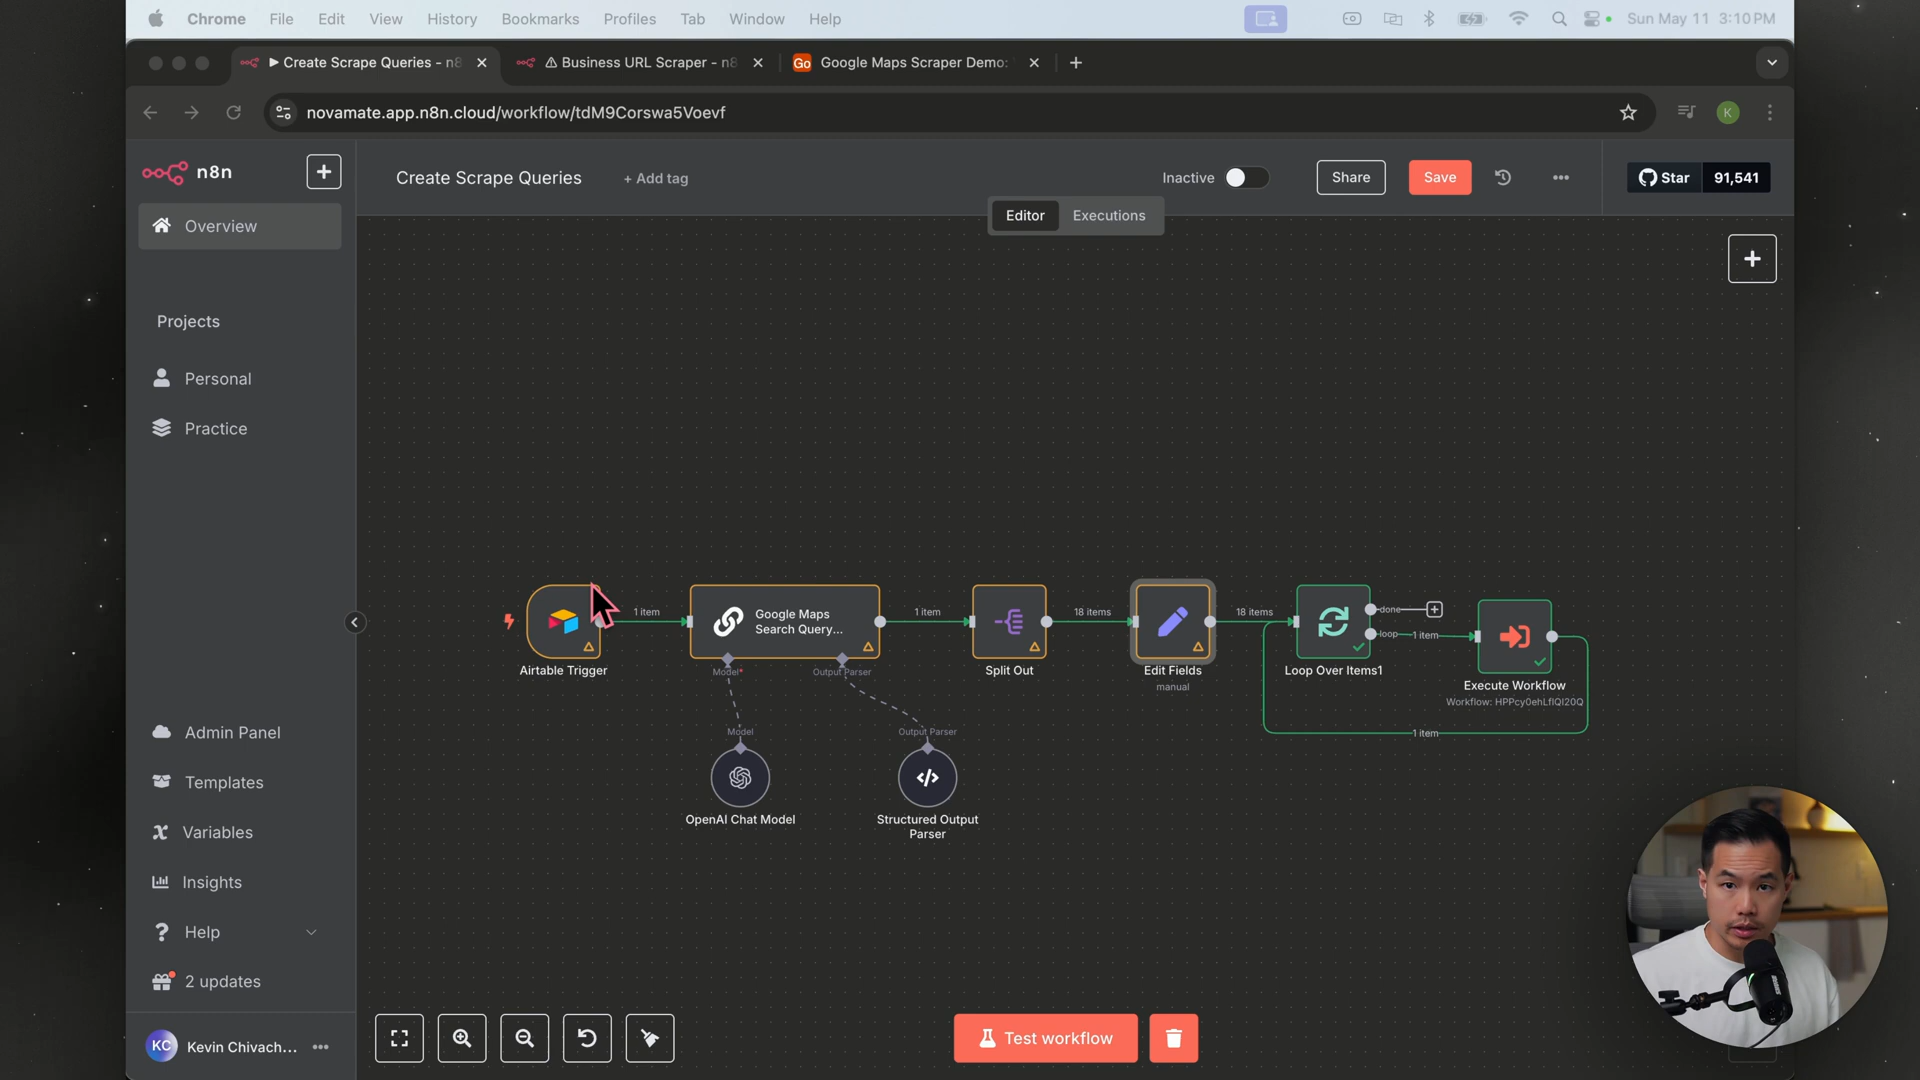 Chrome File Edit View History Bookmarks Profiles Tab Window Help Sun May 11 3:10 PM
Create Scrape Queries - n8 Business URL Scraper - n8 Go Google Maps Scraper Demo:
novamate.app.n8n.cloud/workflow/tdM9Corswa5Voevf K
n8n
Create Scrape Queries + Add tag Inactive Share Save Star 91,541
Editor Executions
Overview
Projects
Personal
Practice
Admin Panel
Templates
Variables
Insights
Help
2 updates
KC Kevin Chivach...
Airtable Trigger
1 item
Google Maps
Search Query...
Model*
Output Parser
Model
Output Parser
OpenAI Chat Model
Structured Output
Parser
1 item
Split Out
18 items
Edit Fields
manual
18 items
Loop Over Items1
done
loop
1 item
Execute Workflow
Workflow: HPPcy0ehLflQl20Q
1 item
Test workflow